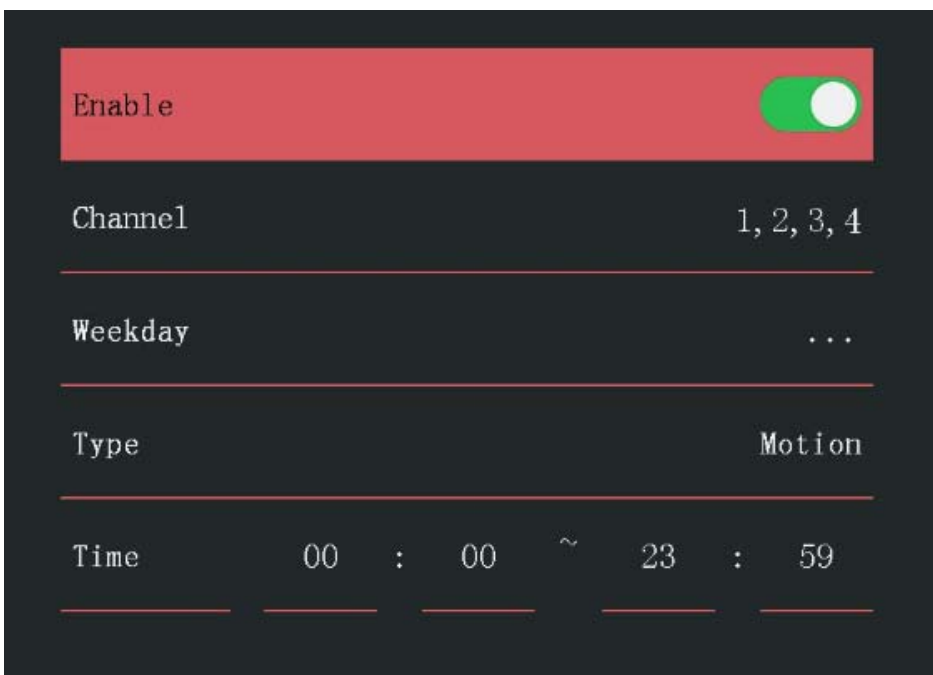 Enable
Channel 1,2,3,4
Weekday ...
Type Motion
Time 00 : 00 ~ 23 : 59